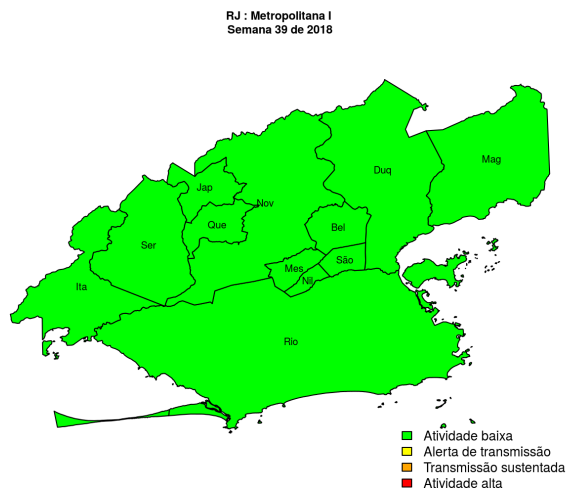 RJ : Metropolitana I
Semana 39 de 2018
Mag
Duq
Jap
Nov
Que
Bel
Ser
São
Mes
Nil
Ita
Rio
Atividade baixa
Alerta de transmissão
Transmissão sustentada
Atividade alta